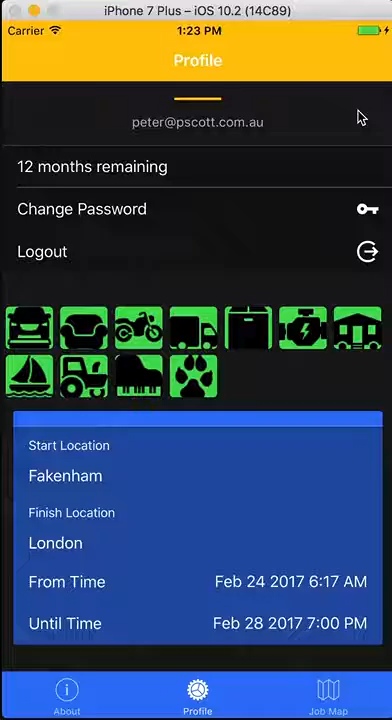 iPhone 7 Plus – iOS 10.2 (14C89)
Carrier 1:23 PM
Profile
peter@pscott.com.au
12 months remaining
Change Password
Logout
Start Location
Fakenham
Finish Location
London
From Time Feb 24 2017 6:17 AM
Until Time Feb 28 2017 7:00 PM
About Profile Job Map